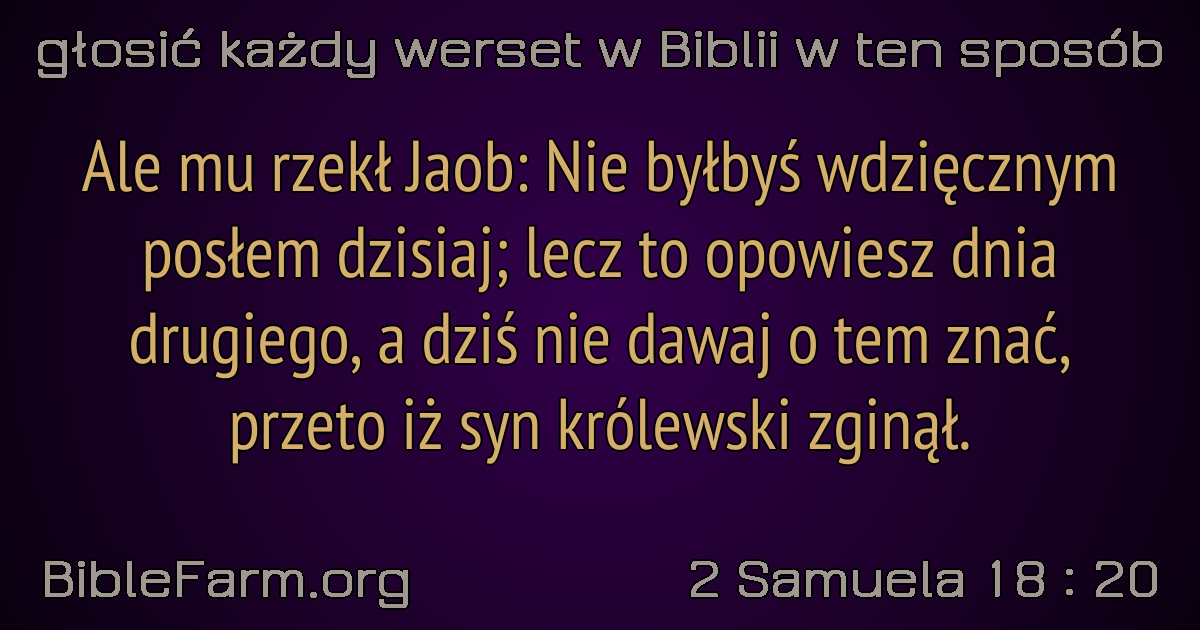 głosić każdy werset w Biblii w ten sposób
Ale mu rzekł Jaob: Nie byłbyś wdzięcznym
posłem dzisiaj; lecz to opowiesz dnia
drugiego, a dziś nie dawaj o tem znać,
przeto iż syn królewski zginął.
BibleFarm.org
2 Samuela 18 : 20